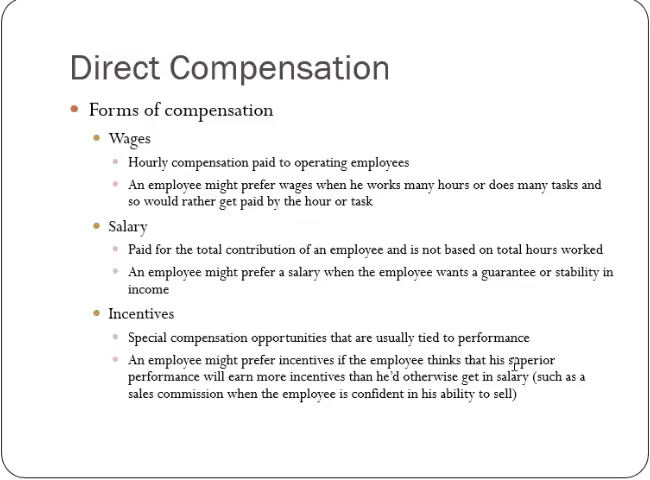 Direct Compensation
Forms of compensation
Wages
Hourly compensation paid to operating employees
An employee might prefer wages when he works many hours or does many tasks and
so would rather get paid by the hour or task
Salary
Paid for the total contribution of an employee and is not based on total hours worked
An employee might prefer a salary when the employee wants a guarantee or stability in
income
Incentives
Special compensation opportunities that are usually tied to performance
An employee might prefer incentives if the employee thinks that his superior
performance will earn more incentives than he'd otherwise get in salary (such as a
sales commission when the employee is confident in his ability to sell)